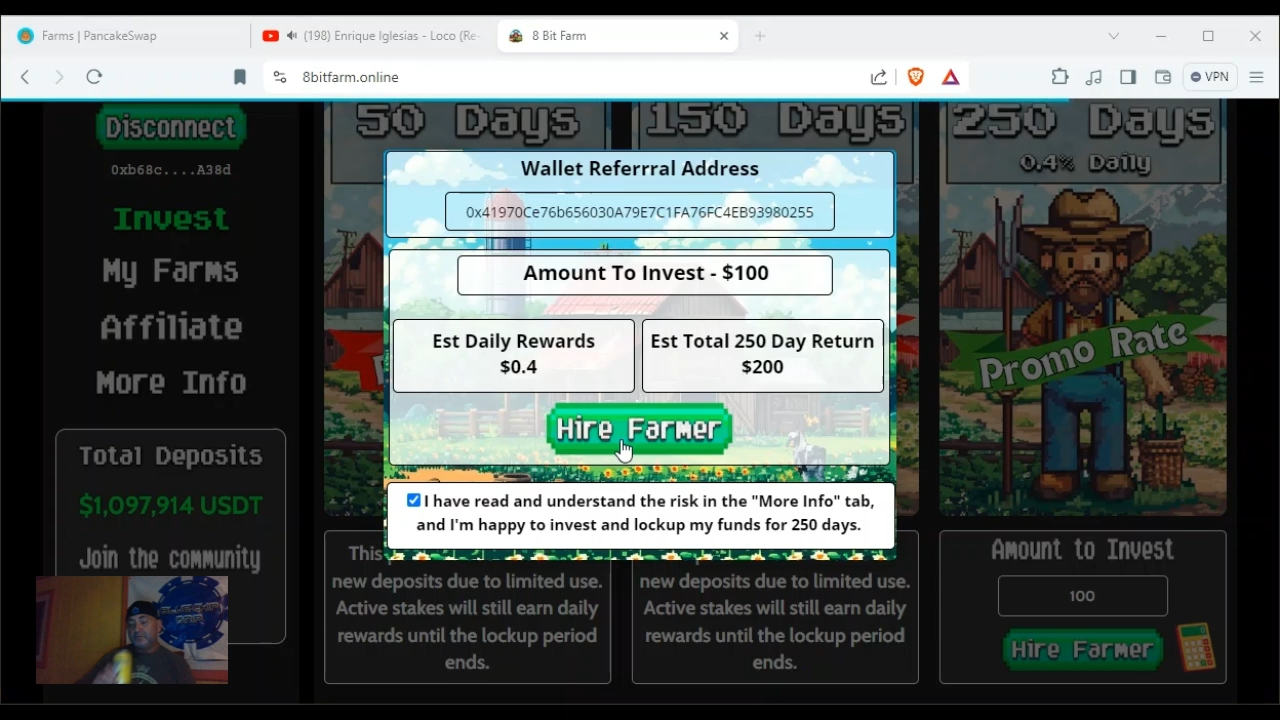 Farms | PancakeSwap
(198) Enrique Iglesias - Loco (Re
8 Bit Farm
8bitfarm.online
VPN
Disconnect
0xb68c....A38d
Invest
My Farms
Affiliate
More Info
Total Deposits
$1,097,914 USDT
Join the community
50 Days
150 Days
250 Days
0.4% Daily
Promo Rate
Wallet Referrral Address
0x41970Ce76b656030A79E7C1FA76FC4EB93980255
Amount To Invest - $100
Est Daily Rewards
$0.4
Est Total 250 Day Return
$200
Hire Farmer
I have read and understand the risk in the "More Info" tab,
and I'm happy to invest and lockup my funds for 250 days.
This
new deposits due to limited use.
Active stakes will still earn daily
rewards until the lockup period
ends.
new deposits due to limited use.
Active stakes will still earn daily
rewards until the lockup period
ends.
Amount to Invest
100
Hire Farmer